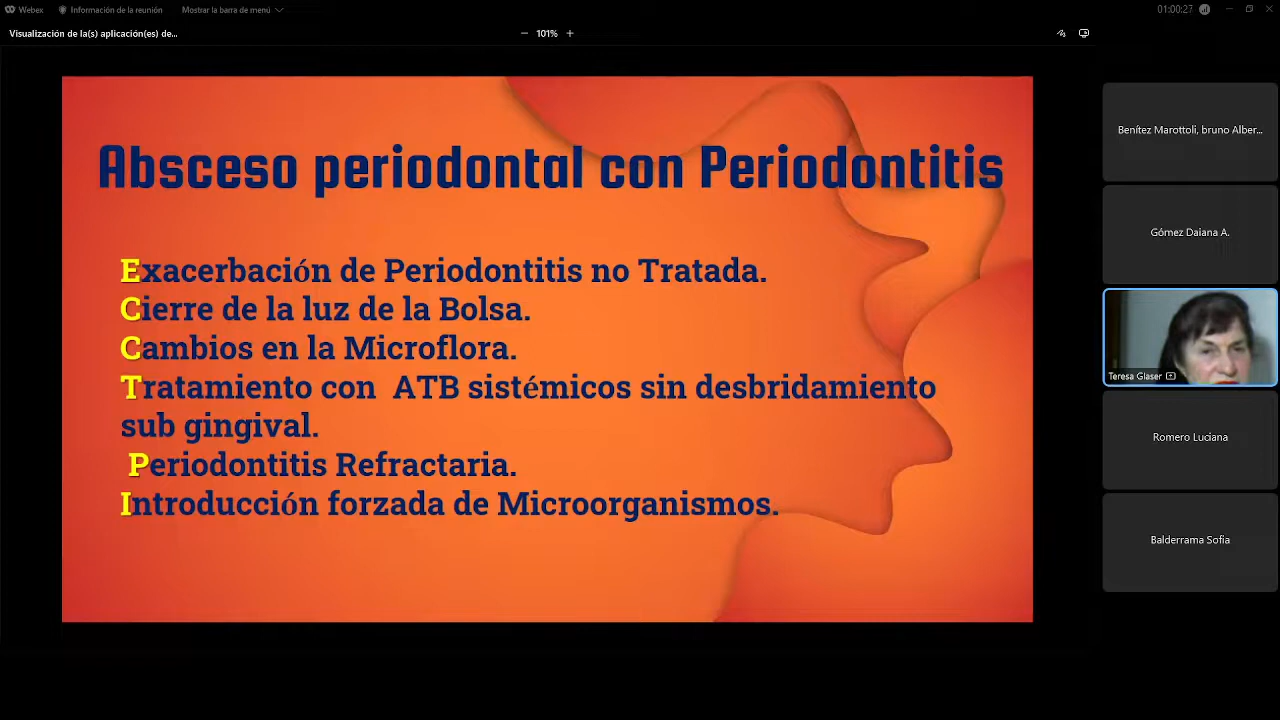 Webex
Información de la reunión
Mostrar la barra de menú
01:00:27
Visualización de la(s) aplicación(es) de...
101%
Absceso periodontal con Periodontitis
Exacerbación de Periodontitis no Tratada.
Cierre de la luz de la Bolsa.
Cambios en la Microflora.
Tratamiento con ATB sistémicos sin desbridamiento
sub gingival.
Periodontitis Refractaria.
Introducción forzada de Microorganismos.
Benítez Marottoli, bruno Alber...
Gómez Daiana A.
Teresa Glaser
Romero Luciana
Balderrama Sofia